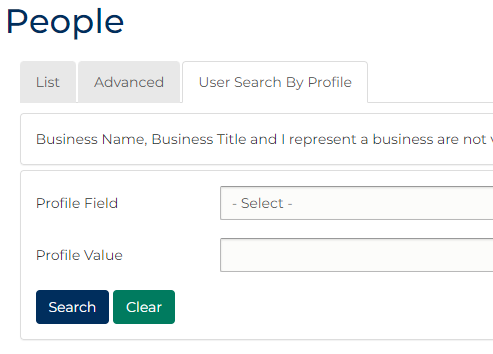 People
List Advanced User Search By Profile
Business Name, Business Title and I represent a business are not
Profile Field - Select -
Profile Value
Search Clear